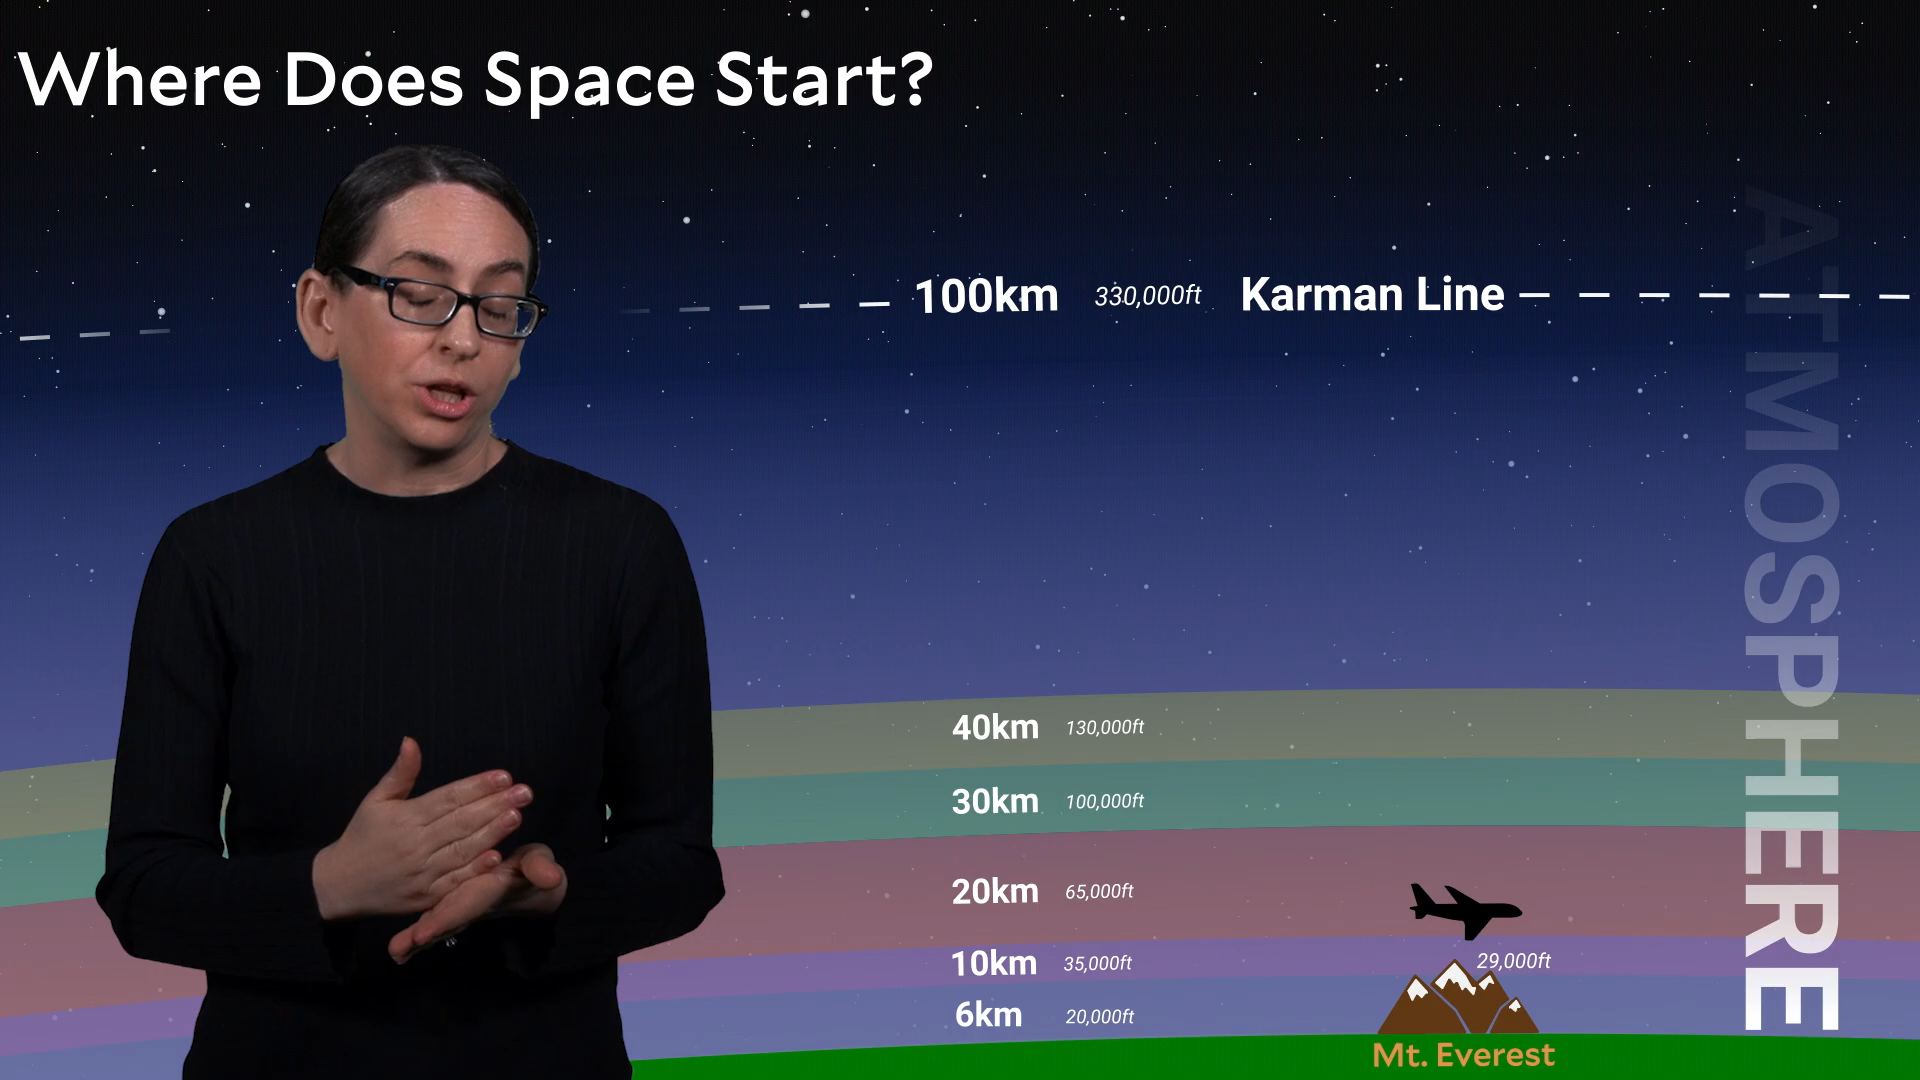 Where Does Space Start?
100km 330,000ft Karman Line
40km 130,000ft
30km 100,000ft
20km 65,000ft
10km 35,000ft
29,000ft
6km 20,000ft
Mt. Everest
ATMOSPHERE